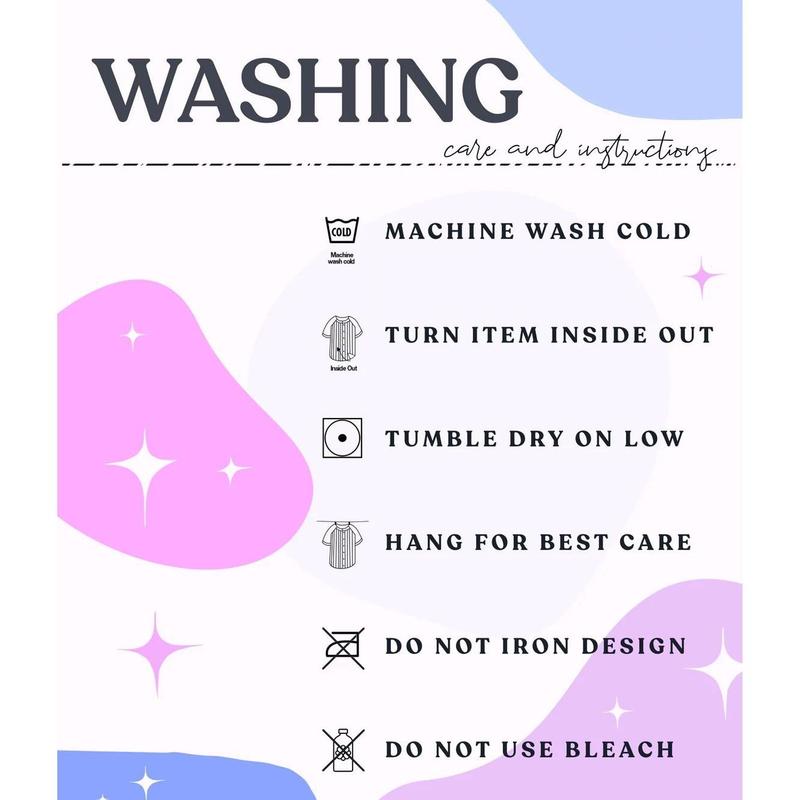 WASHING
care and instructions
COLD
Machine
wash cold
MACHINE WASH COLD
Inside Out
TURN ITEM INSIDE OUT
TUMBLE DRY ON LOW
HANG FOR BEST CARE
DO NOT IRON DESIGN
DO NOT USE BLEACH